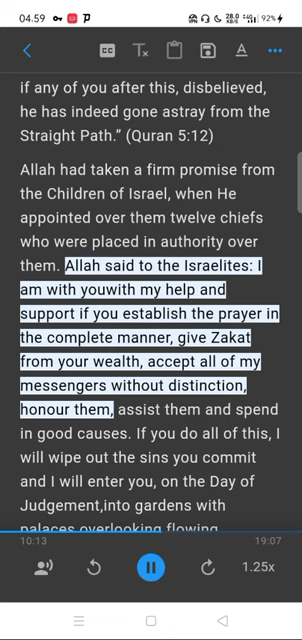 04.59
28.0
KB/S
92%
CC
A
if any of you after this, disbelieved,
he has indeed gone astray from the
Straight Path.” (Quran 5:12)
Allah had taken a firm promise from
the Children of Israel, when He
appointed over them twelve chiefs
who were placed in authority over
them. Allah said to the Israelites: I
am with youwith my help and
support if you establish the prayer in
the complete manner, give Zakat
from your wealth, accept all of my
messengers without distinction,
honour them, assist them and spend
in good causes. If you do all of this, I
will wipe out the sins you commit
and I will enter you, on the Day of
Judgement,into gardens with
palaces overlooking flowing
10:13
19:07
1.25x